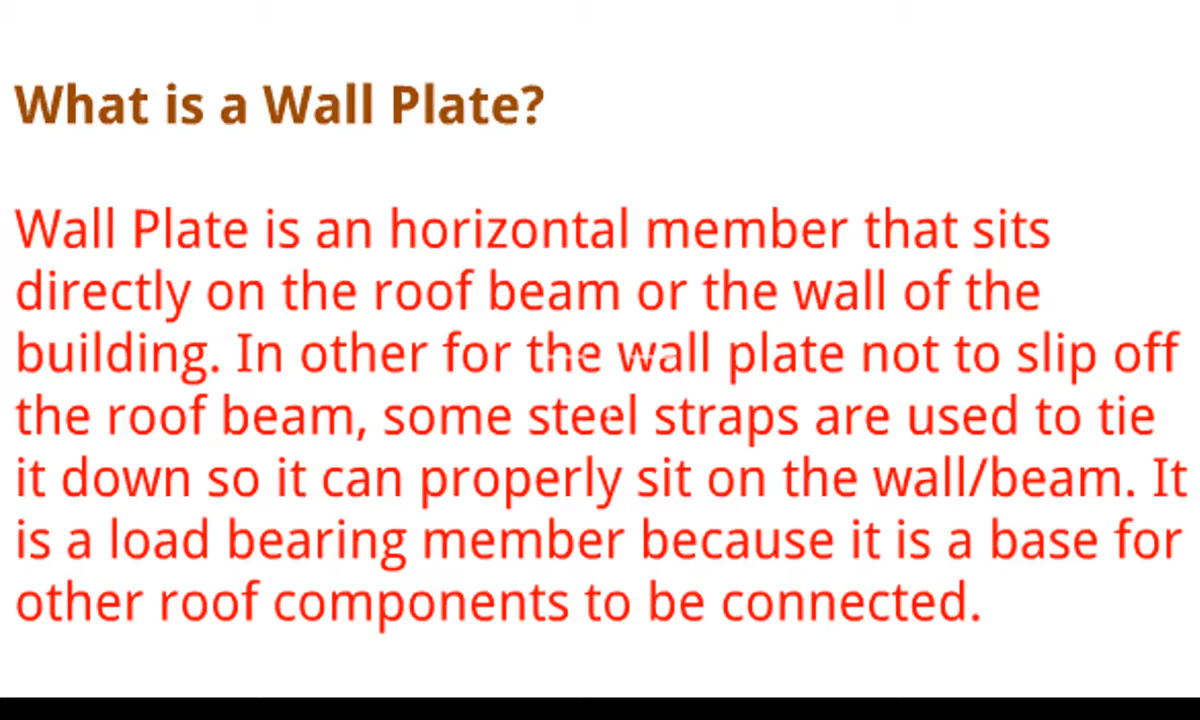 What is a Wall Plate?
Wall Plate is an horizontal member that sits
directly on the roof beam or the wall of the
building. In other for the wall plate not to slip off
the roof beam, some steel straps are used to tie
it down so it can properly sit on the wall/beam. It
is a load bearing member because it is a base for
other roof components to be connected.